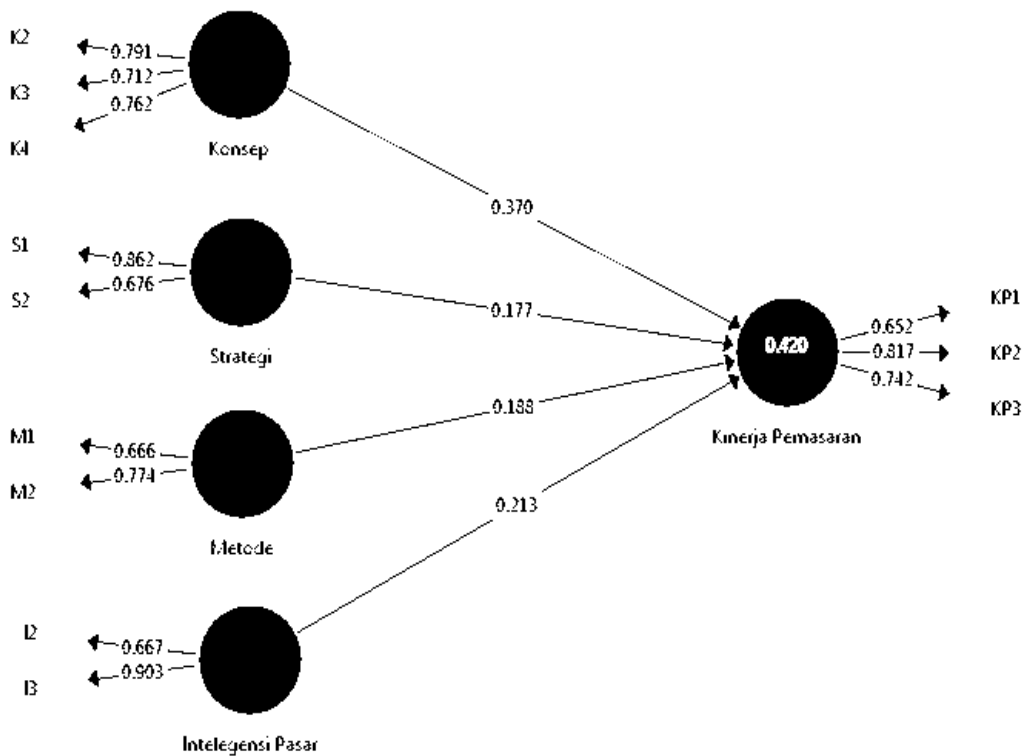 K2
0.791
K3
0.712
0.762
K4
Konsep
0.370
S1
0.862
S2
0.676
Strategi
0.177
M1
0.666
M2
0.774
Metode
0.188
I2
0.667
I3
0.903
Intelegensi Pasar
0.213
0.420
Kinerja Pemasaran
KP1
0.652
KP2
0.817
0.742
KP3